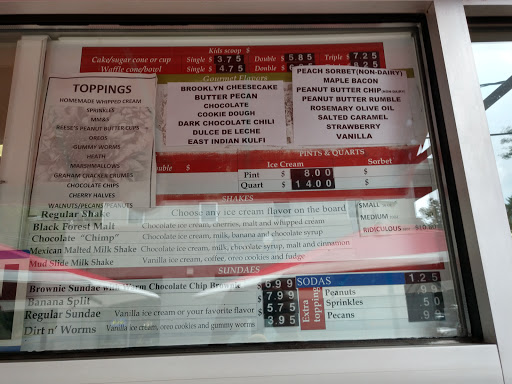 Kids scoop $
Cake/sugar cone or cup Single $ 3.75 Double $ 5.85 Triple $ 7.25
Waffle cone/bowl Single $ 4.75 Double 8.25
Gourmet Flavors
TOPPINGS
HOMEMADE WHIPPED CREAM
SPRINKLES
MM&S
REESE'S PEANUT BUTTER CUPS
OREOS
GUMMY WORMS
HEATH
MARSHMALLOWS
GRAHAM CRACKER CRUMBS
CHOCOLATE CHIPS
CHERRY HALVES
WALNUTS/PECANS/PEANUTS
BROOKLYN CHEESECAKE
BUTTER PECAN
CHOCOLATE
COOKIE DOUGH
DARK CHOCOLATE CHILI
DULCE DE LECHE
EAST INDIAN KULFI
PEACH SORBET(NON-DAIRY)
MAPLE BACON
PEANUT BUTTER CHIP
PEANUT BUTTER RUMBLE
ROSEMARY OLIVE OIL
SALTED CARAMEL
STRAWBERRY
VANILLA
Double $
PINTS & QUARTS
Ice Cream Sorbet
Pint $ 8.00 $
Quart $ 14.00 $
SHAKES
Regular Shake Choose any ice cream flavor on the board
Black Forest Malt Chocolate ice cream, cherries, malt and whipped cream
Chocolate "Chimp" Chocolate ice cream, milk, banana and chocolate syrup
Mexican Malted Milk Shake Chocolate ice cream, milk, chocolate syrup, malt and cinnamon
Mud Slide Milk Shake Vanilla ice cream, coffee, oreo cookies and fudge
SMALL
MEDIUM
RIDICULOUS
SUNDAES
Brownie Sundae Warm Chocolate Chip Brownie $ 6.99
Banana Split $ 7.99
Regular Sundae Vanilla ice cream or your favorite flavor $ 5.75
Dirt n' Worms Vanilla ice cream, oreo cookies and gummy worms $ 3.95
SODAS 1.25
Extra topping
Peanuts .99
Sprinkles .50
Pecans .99